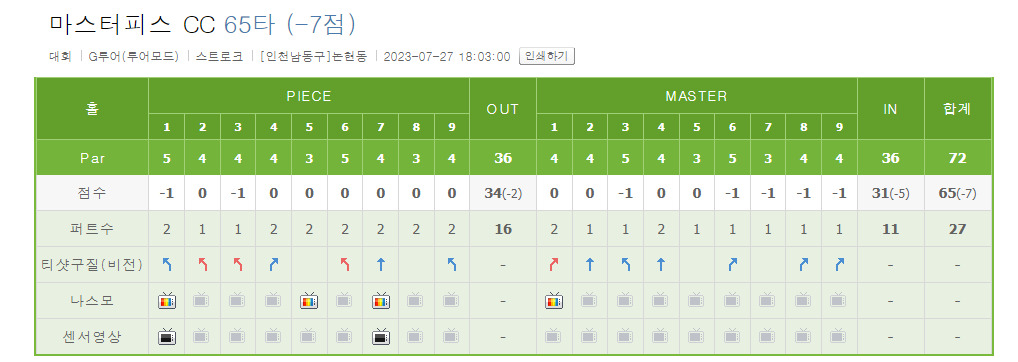 마스터피스 CC 65타 (-7점)
대회 | G투어(투어모드) | 스트로크 | [인천남동구]논현동 | 2023-07-27 18:03:00 인쇄하기
홀 PIECE OUT MASTER IN 합계
1 2 3 4 5 6 7 8 9 1 2 3 4 5 6 7 8 9
Par 5 4 4 4 3 5 4 3 4 36 4 4 5 4 3 5 3 4 4 36 72
점수 -1 0 -1 0 0 0 0 0 0 34(-2) 0 0 -1 0 0 -1 -1 -1 -1 31(-5) 65(-7)
퍼트수 2 1 1 2 2 2 2 2 2 16 2 1 1 2 1 1 1 1 1 11 27
티샷구질(비전) - - -
나스모 - - -
센서영상 - - -